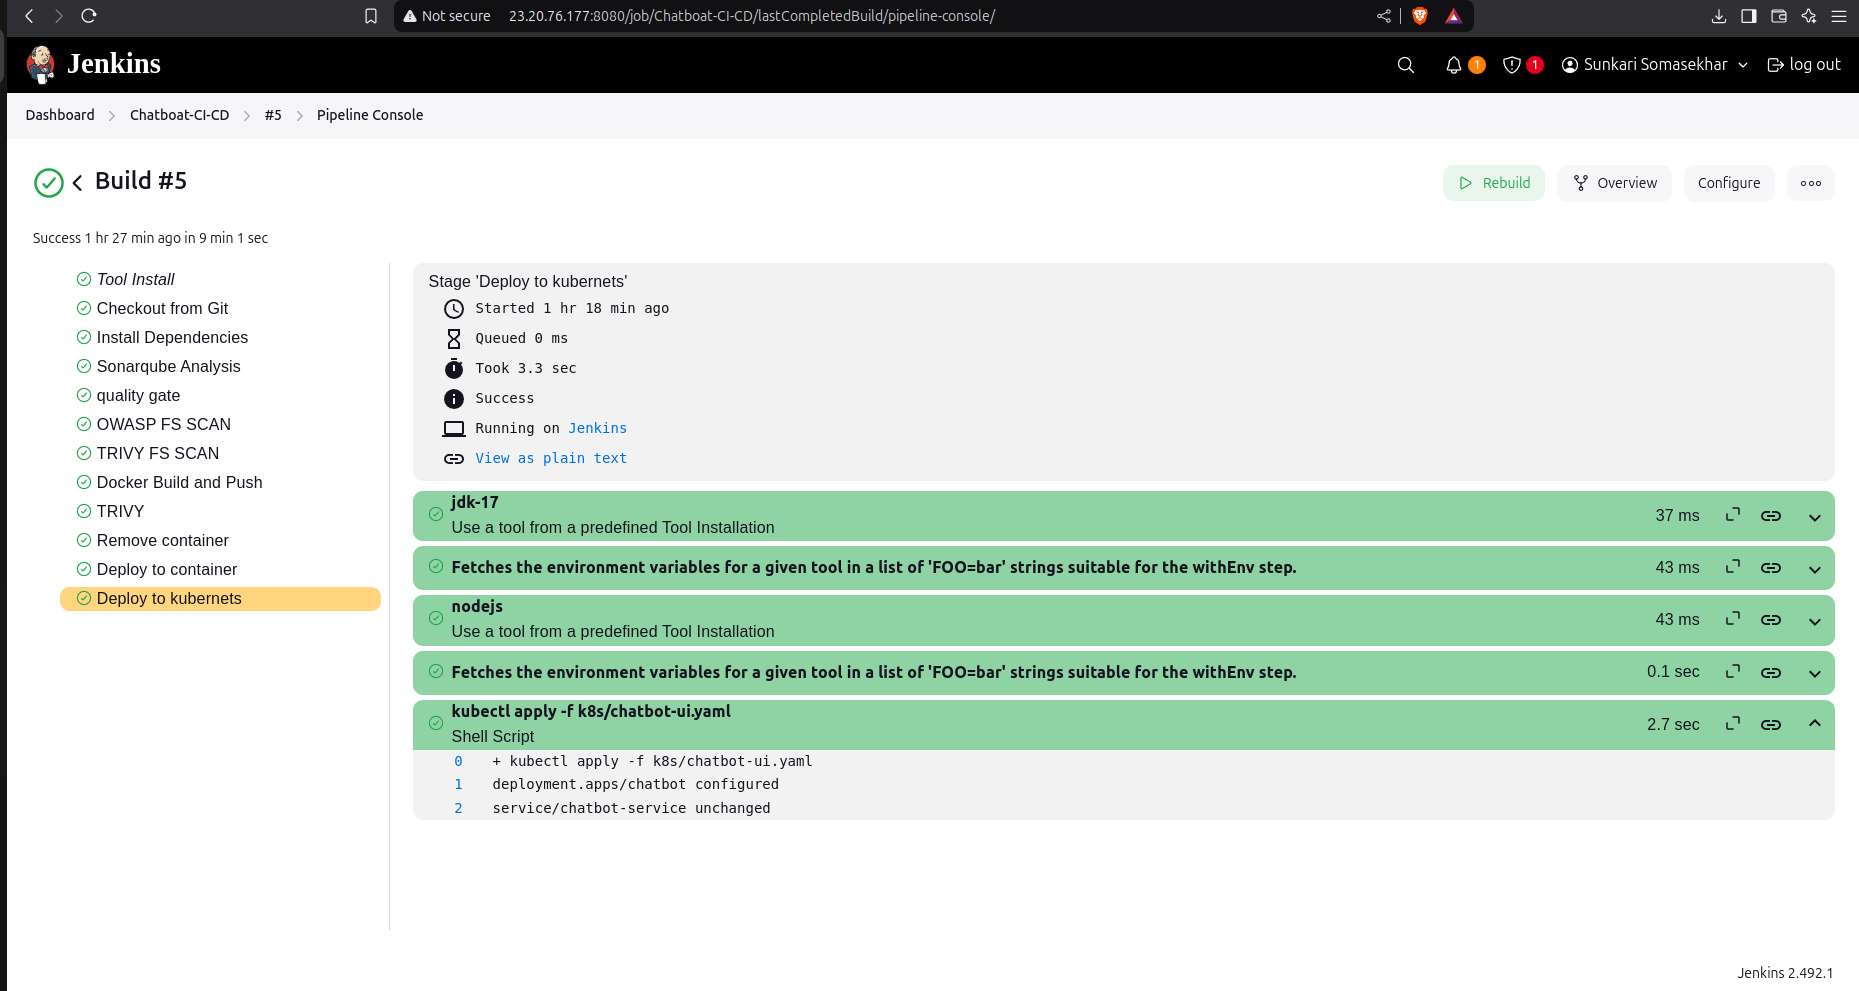 Not secure 23.20.76.177:8080/job/Chatboat-CI-CD/lastCompletedBuild/pipeline-console/
Jenkins 1 1 Sunkari Somasekhar log out
Dashboard Chatboat-CI-CD #5 Pipeline Console
Build #5 Rebuild Overview Configure
Success 1 hr 27 min ago in 9 min 1 sec
Tool Install
Checkout from Git
Install Dependencies
Sonarqube Analysis
quality gate
OWASP FS SCAN
TRIVY FS SCAN
Docker Build and Push
TRIVY
Remove container
Deploy to container
Deploy to kubernets
Stage 'Deploy to kubernets'
Started 1 hr 18 min ago
Queued 0 ms
Took 3.3 sec
Success
Running on Jenkins
View as plain text
jdk-17
Use a tool from a predefined Tool Installation 37 ms
Fetches the environment variables for a given tool in a list of 'FOO=bar' strings suitable for the withEnv step. 43 ms
nodejs
Use a tool from a predefined Tool Installation 43 ms
Fetches the environment variables for a given tool in a list of 'FOO=bar' strings suitable for the withEnv step. 0.1 sec
kubectl apply -f k8s/chatbot-ui.yaml
Shell Script 2.7 sec
0 + kubectl apply -f k8s/chatbot-ui.yaml
1 deployment.apps/chatbot configured
2 service/chatbot-service unchanged
Jenkins 2.492.1